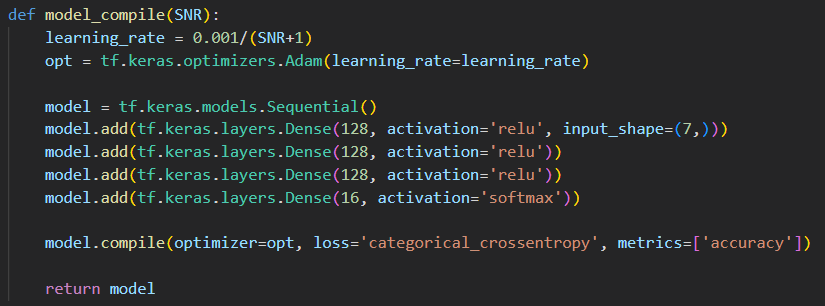 def model_compile(SNR):
    learning_rate = 0.001/(SNR+1)
    opt = tf.keras.optimizers.Adam(learning_rate=learning_rate)

    model = tf.keras.models.Sequential()
    model.add(tf.keras.layers.Dense(128, activation='relu', input_shape=(7,)))
    model.add(tf.keras.layers.Dense(128, activation='relu'))
    model.add(tf.keras.layers.Dense(128, activation='relu'))
    model.add(tf.keras.layers.Dense(16, activation='softmax'))

    model.compile(optimizer=opt, loss='categorical_crossentropy', metrics=['accuracy'])

    return model